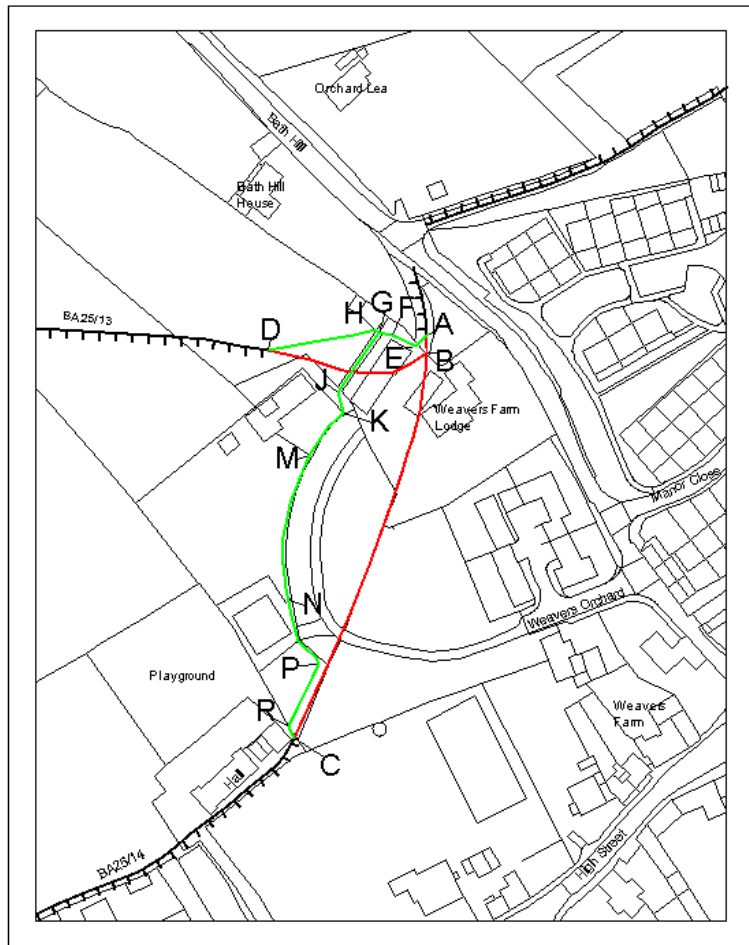 Orchard Lea
Bath Hill
Bath Hill
House
BA25/13
D
H
G
F
A
E
B
J
K
Weavers Farm
Lodge
M
Manor Close
N
Weavers Orchard
P
Playground
R
Weavers
Farm
C
Hall
High Street
BA25/14